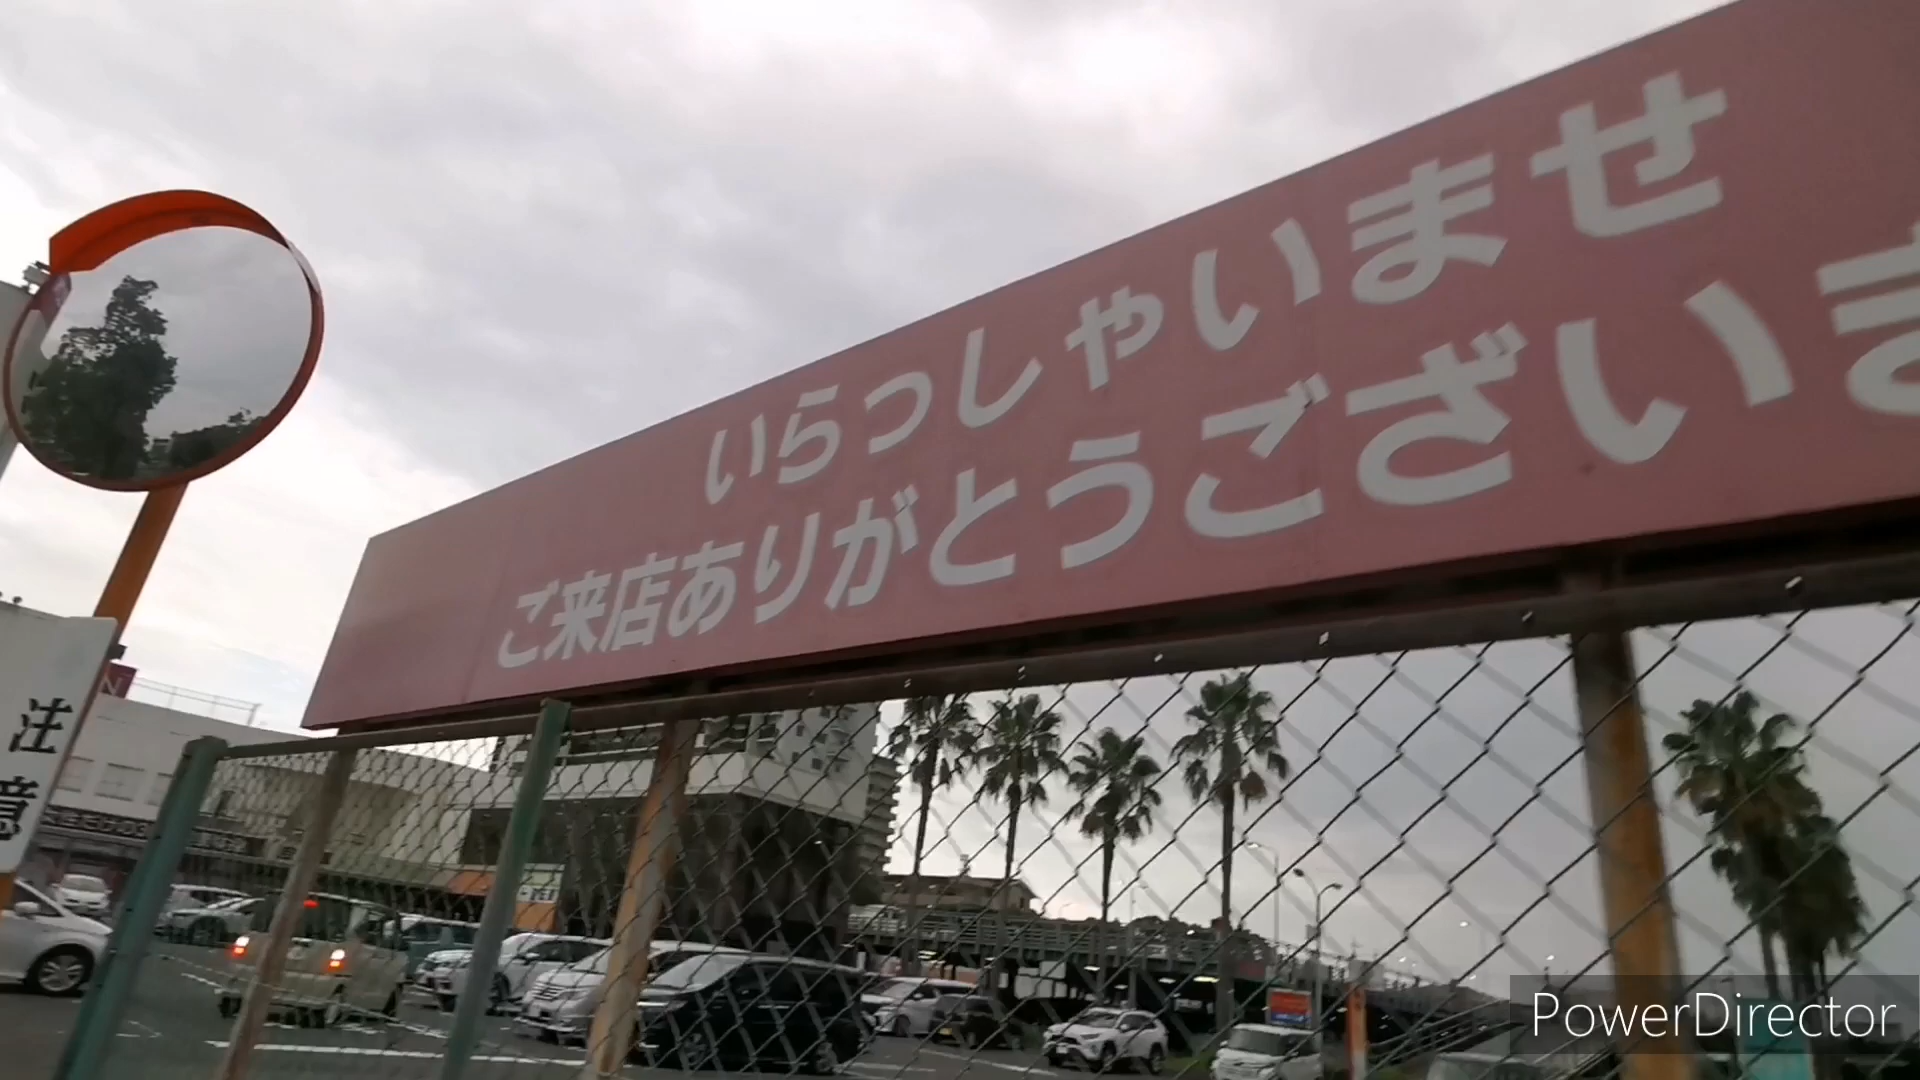 いらっしゃいませ
ご来店ありがとうございま
注
意
PowerDirector